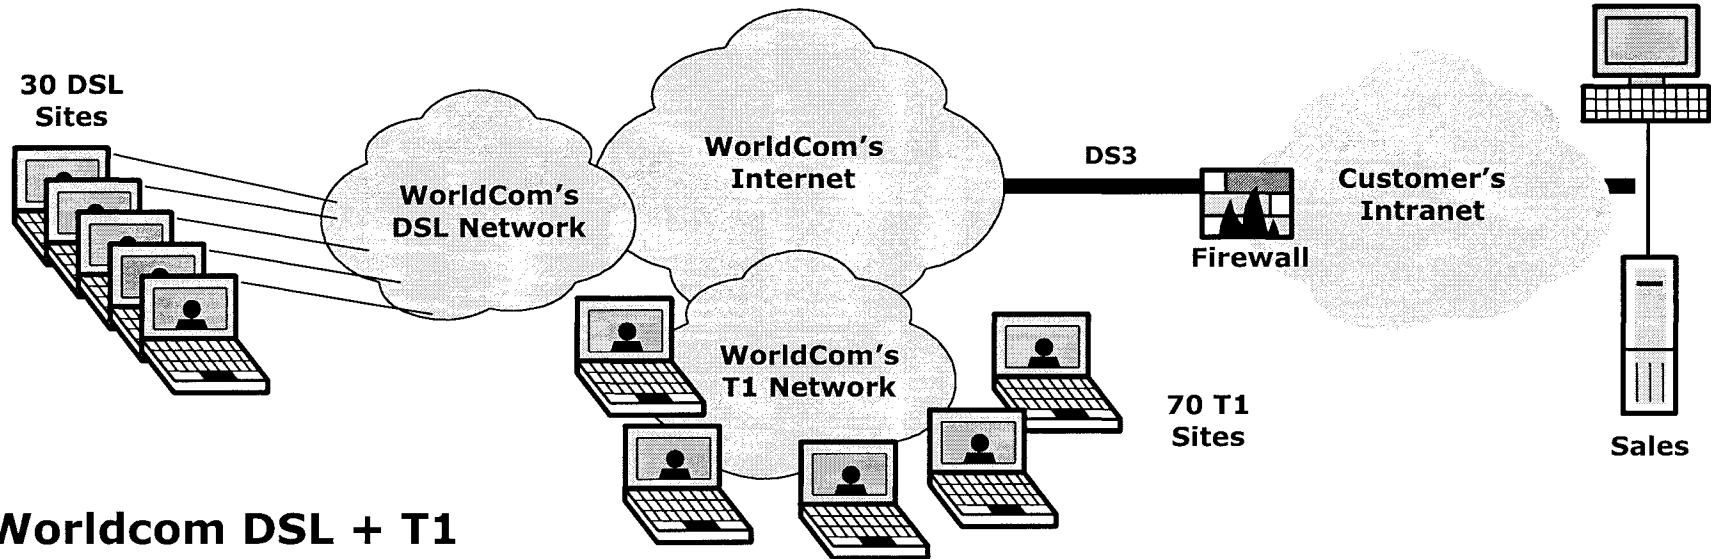 30 DSL
Sites
WorldCom's
DSL Network
WorldCom's
Internet
DS3
Firewall
Customer's
Intranet
WorldCom's
T1 Network
70 T1
Sites
Sales
Worldcom DSL + T1